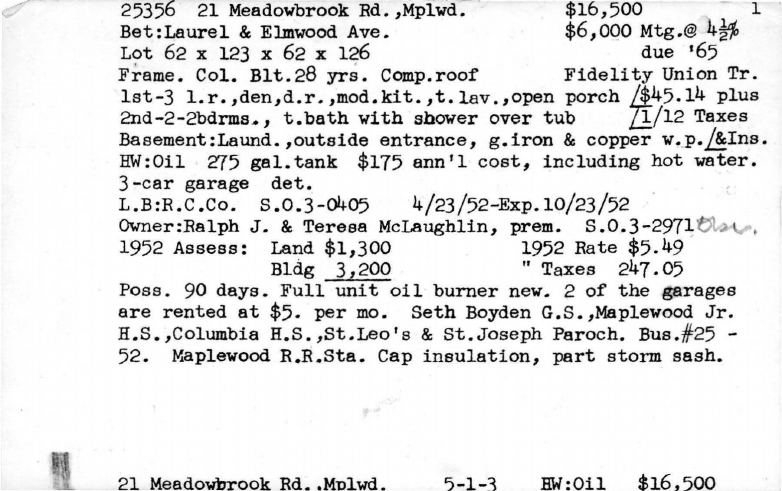 25356 21 Meadowbrook Rd.,Mplwd. $16,500 1
Bet:Laurel & Elmwood Ave. $6,000 Mtg.@ 4½%
Lot 62 x 123 x 62 x 126 due '65
Frame. Col. Blt.28 yrs. Comp.roof Fidelity Union Tr.
1st-3 l.r.,den,d.r.,mod.kit.,t.lav.,open porch /$45.14 plus
2nd-2-2bdrms., t.bath with shower over tub /1/12 Taxes
Basement:Laund.,outside entrance, g.iron & copper w.p./&Ins.
HW:Oil 275 gal.tank $175 ann'l cost, including hot water.
3-car garage det.
L.B:R.C.Co. S.O.3-0405 4/23/52-Exp.10/23/52
Owner:Ralph J. & Teresa McLaughlin, prem. S.O.3-2971
1952 Assess: Land $1,300 1952 Rate $5.49
Bldg 3,200 " Taxes 247.05
Poss. 90 days. Full unit oil burner new. 2 of the garages
are rented at $5. per mo. Seth Boyden G.S.,Maplewood Jr.
H.S.,Columbia H.S.,St.Leo's & St.Joseph Paroch. Bus.#25 -
52. Maplewood R.R.Sta. Cap insulation, part storm sash.
21 Meadowbrook Rd.,Mplwd. 5-1-3 HW:Oil $16,500